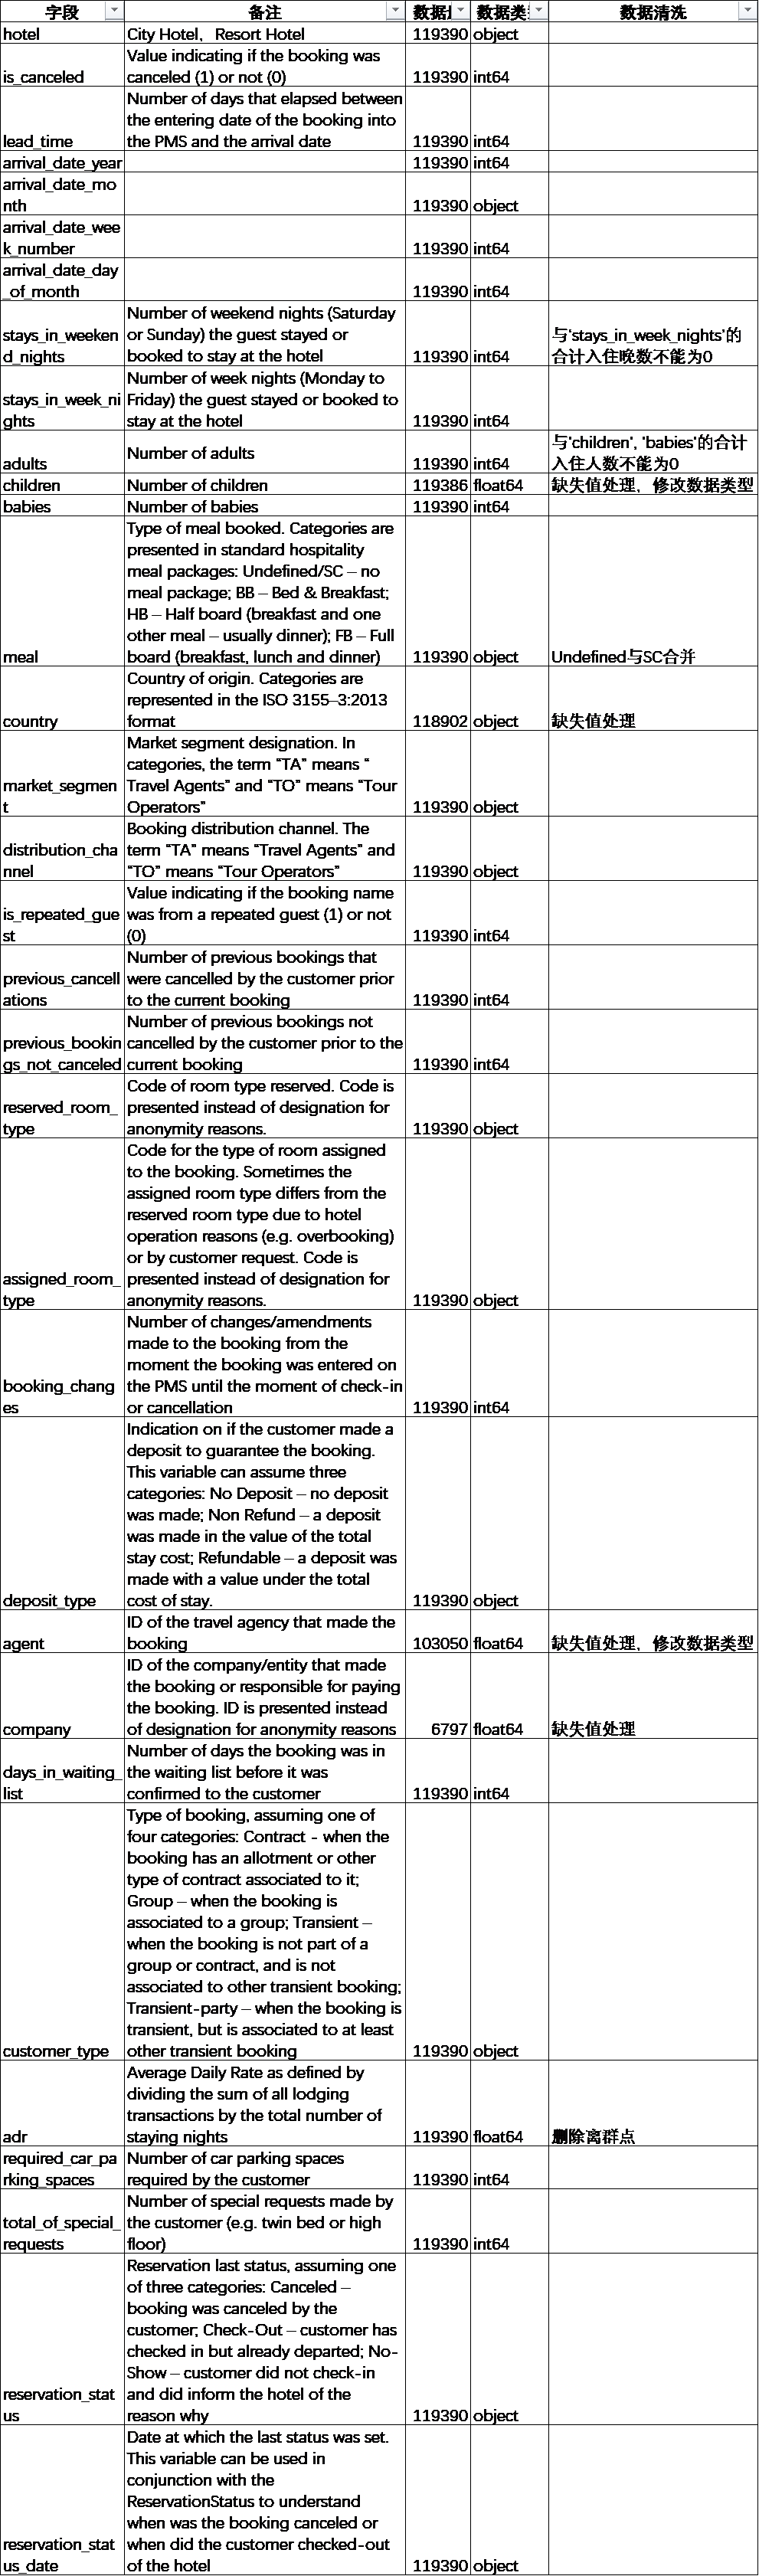 字段 备注 数据 数据类 数据清洗
hotel City Hotel, Resort Hotel 119390 object
Value indicating if the booking was
is_canceled canceled (1) or not (0) 119390 int64
Number of days that elapsed between
the entering date of the booking into
lead_time the PMS and the arrival date 119390 int64
arrival_date_year 119390 int64
arrival_date_mo
nth 119390 object
arrival_date_wee
k_number 119390 int64
arrival_date_day
_of_month 119390 int64
Number of weekend nights (Saturday
stays_in_weeken or Sunday) the guest stayed or 与'stays_in_week_nights'的
d_nights booked to stay at the hotel 119390 int64 合计入住晚数不能为0
Number of week nights (Monday to
stays_in_week_ni Friday) the guest stayed or booked to
ghts stay at the hotel 119390 int64
Number of adults 与'children', 'babies'的合计
adults 119390 int64 入住人数不能为0
children Number of children 119386 float64 缺失值处理，修改数据类型
babies Number of babies 119390 int64
Type of meal booked. Categories are
presented in standard hospitality
meal packages: Undefined/SC – no
meal package; BB – Bed & Breakfast;
HB – Half board (breakfast and one
other meal – usually dinner); FB – Full
meal board (breakfast, lunch and dinner) 119390 object Undefined与SC合并
Country of origin. Categories are
represented in the ISO 3155–3:2013
country format 118902 object 缺失值处理
Market segment designation. In
categories, the term “TA” means “
market_segmen Travel Agents” and “TO” means “Tour
t Operators” 119390 object
Booking distribution channel. The
distribution_cha term “TA” means “Travel Agents” and
nnel “TO” means “Tour Operators” 119390 object
Value indicating if the booking name
is_repeated_gue was from a repeated guest (1) or not
st (0) 119390 int64
Number of previous bookings that
previous_cancell were cancelled by the customer prior
ations to the current booking 119390 int64
Number of previous bookings not
previous_bookin cancelled by the customer prior to the
gs_not_canceled current booking 119390 int64
Code of room type reserved. Code is
reserved_room_ presented instead of designation for
type anonymity reasons. 119390 object
Code for the type of room assigned
to the booking. Sometimes the
assigned room type differs from the
reserved room type due to hotel
operation reasons (e.g. overbooking)
or by customer request. Code is
assigned_room_ presented instead of designation for
type anonymity reasons. 119390 object
Number of changes/amendments
made to the booking from the
moment the booking was entered on
booking_chang the PMS until the moment of check-in
es or cancellation 119390 int64
Indication on if the customer made a
deposit to guarantee the booking.
This variable can assume three
categories: No Deposit – no deposit
was made; Non Refund – a deposit
was made in the value of the total
stay cost; Refundable – a deposit was
made with a value under the total
deposit_type cost of stay. 119390 object
ID of the travel agency that made the
agent booking 103050 float64 缺失值处理，修改数据类型
ID of the company/entity that made
the booking or responsible for paying
the booking. ID is presented instead
company of designation for anonymity reasons 6797 float64 缺失值处理
Number of days the booking was in
days_in_waiting_ the waiting list before it was
list confirmed to the customer 119390 int64
Type of booking, assuming one of
four categories: Contract - when the
booking has an allotment or other
type of contract associated to it;
Group – when the booking is
associated to a group; Transient –
when the booking is not part of a
group or contract, and is not
associated to other transient booking;
Transient-party – when the booking is
transient, but is associated to at least
customer_type other transient booking 119390 object
Average Daily Rate as defined by
dividing the sum of all lodging
transactions by the total number of
adr staying nights 119390 float64 删除离群点
required_car_pa Number of car parking spaces
rking_spaces required by the customer 119390 int64
Number of special requests made by
total_of_special_ the customer (e.g. twin bed or high
requests floor) 119390 int64
Reservation last status, assuming one
of three categories: Canceled –
booking was canceled by the
customer; Check-Out – customer has
checked in but already departed; No-
Show – customer did not check-in
reservation_stat and did inform the hotel of the
us reason why 119390 object
Date at which the last status was set.
This variable can be used in
conjunction with the
ReservationStatus to understand
when was the booking canceled or
reservation_stat when did the customer checked-out
us_date of the hotel 119390 object